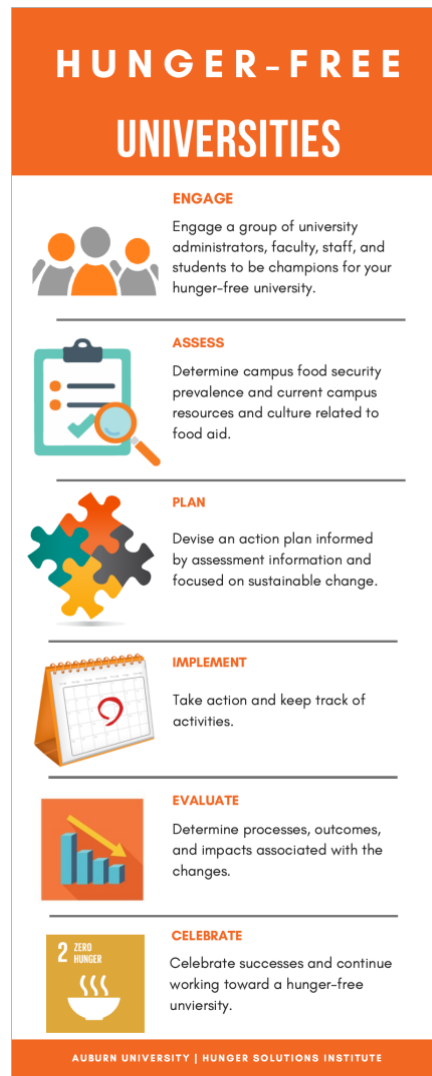 HUNGER-FREE
UNIVERSITIES
ENGAGE
Engage a group of university
administrators, faculty, staff, and
students to be champions for your
hunger-free university.
ASSESS
Determine campus food security
prevalence and current campus
resources and culture related to
food aid.
PLAN
Devise an action plan informed
by assessment information and
focused on sustainable change.
IMPLEMENT
Take action and keep track of
activities.
EVALUATE
Determine processes, outcomes,
and impacts associated with the
changes.
2 ZERO
HUNGER
CELEBRATE
Celebrate successes and continue
working toward a hunger-free
unviersity.
AUBURN UNIVERSITY | HUNGER SOLUTIONS INSTITUTE